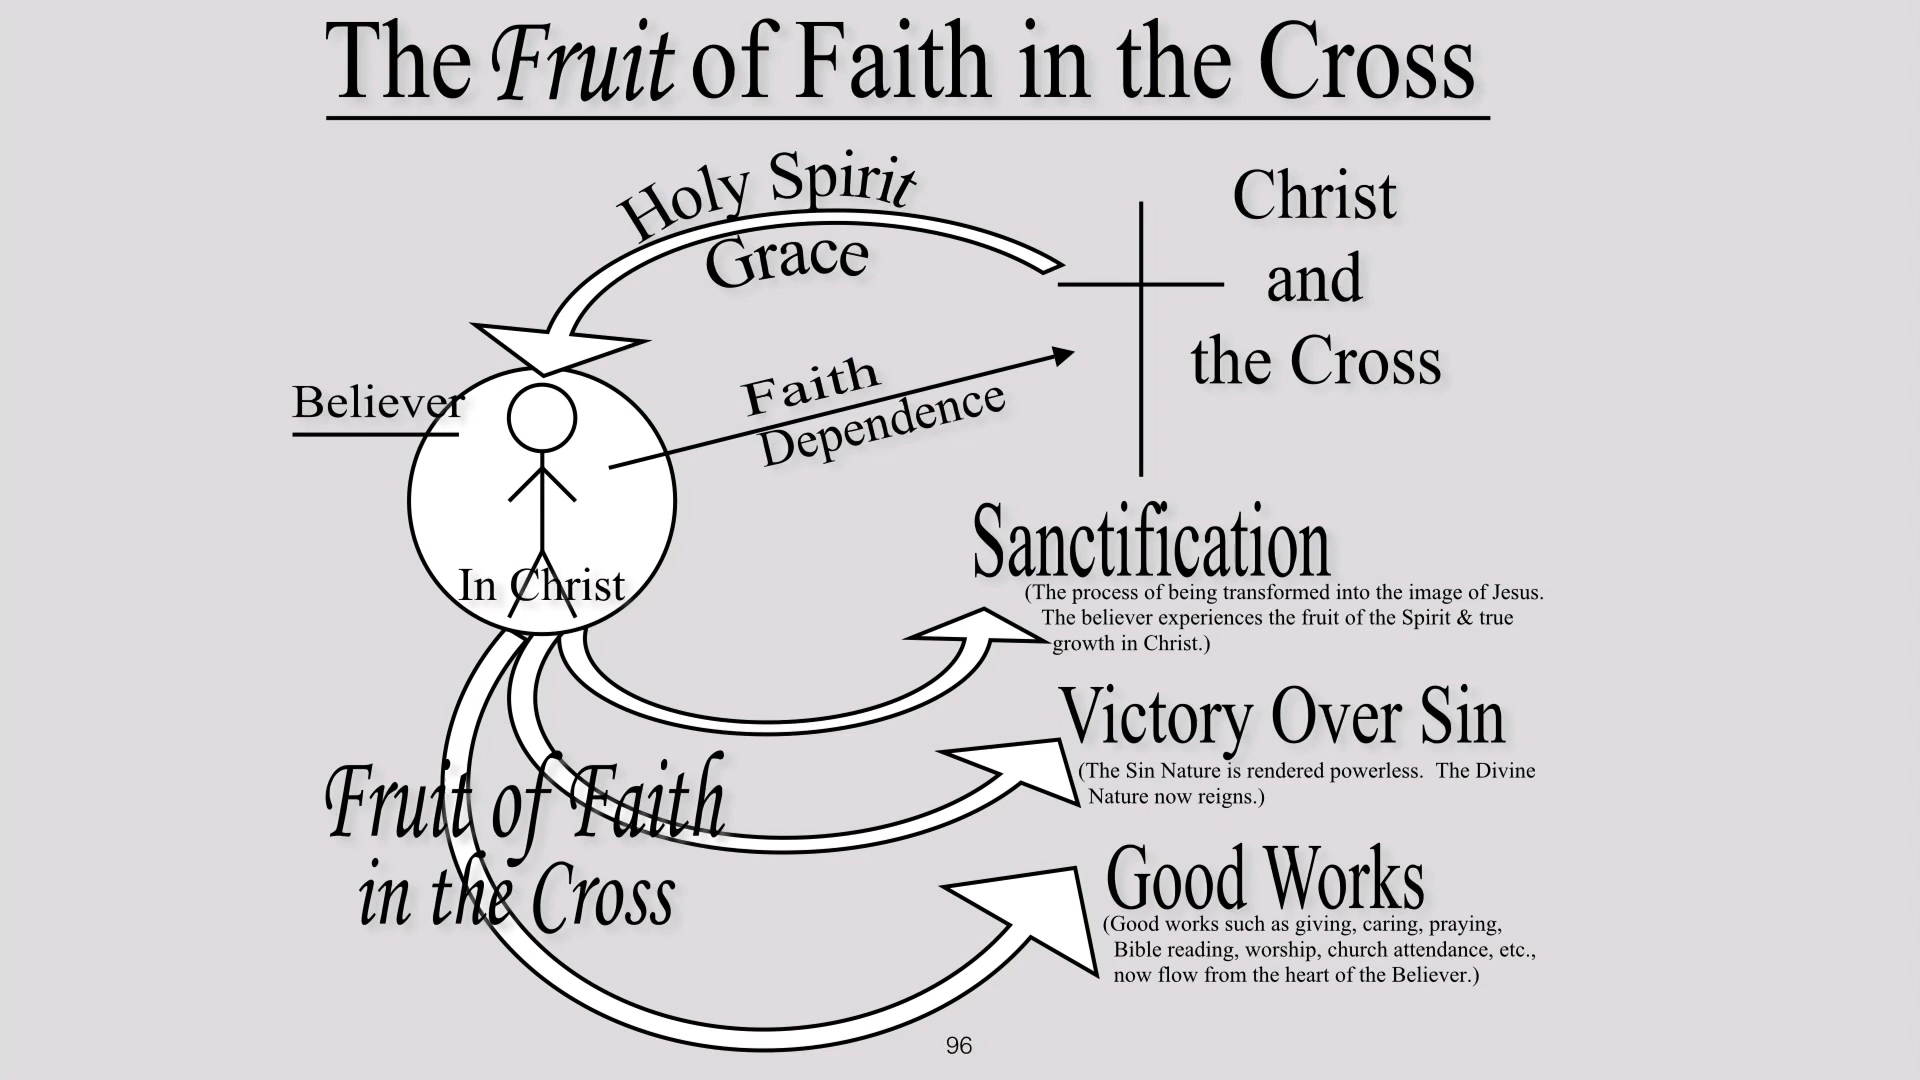 The Fruit of Faith in the Cross
Holy Spirit
Grace
Christ
and
the Cross
Believer
Faith
Dependence
In Christ
Sanctification
(The process of being transformed into the image of Jesus.
The believer experiences the fruit of the Spirit & true
growth in Christ.)
Victory Over Sin
(The Sin Nature is rendered powerless.  The Divine
Nature now reigns.)
Fruit of Faith
in the Cross
Good Works
(Good works such as giving, caring, praying,
Bible reading, worship, church attendance, etc.,
now flow from the heart of the Believer.)
96